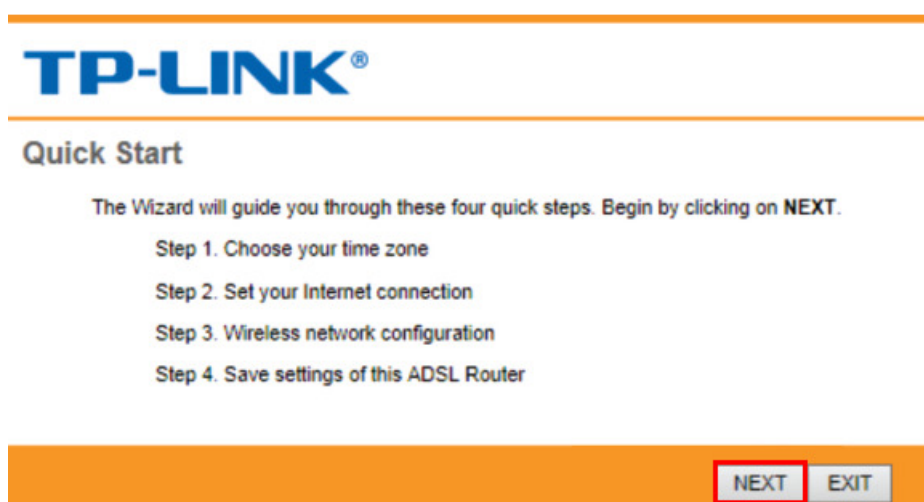 TP-LINK®
Quick Start
The Wizard will guide you through these four quick steps. Begin by clicking on NEXT.
Step 1. Choose your time zone
Step 2. Set your Internet connection
Step 3. Wireless network configuration
Step 4. Save settings of this ADSL Router
NEXT EXIT